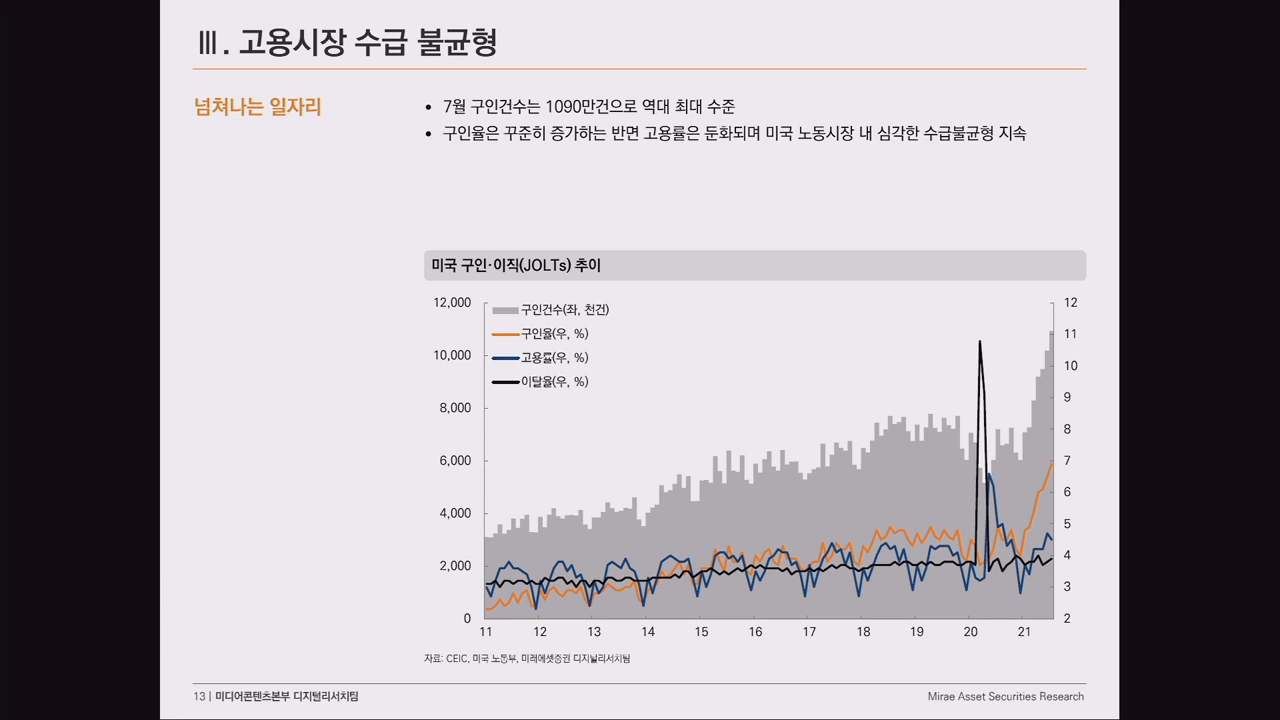 Ⅲ. 고용시장 수급 불균형
넘쳐나는 일자리
• 7월 구인건수는 1090만건으로 역대 최대 수준
• 구인율은 꾸준히 증가하는 반면 고용률은 둔화되며 미국 노동시장 내 심각한 수급불균형 지속
미국 구인·이직(JOLTs) 추이
구인건수(좌, 천건)
구인율(우, %)
고용률(우, %)
이탈율(우, %)
12,000
10,000
8,000
6,000
4,000
2,000
0
12
11
10
9
8
7
6
5
4
3
2
11 12 13 14 15 16 17 18 19 20 21
자료: CEIC, 미국 노동부, 미래에셋증권 디지털리서치팀
13 | 미디어콘텐츠본부 디지털리서치팀
Mirae Asset Securities Research